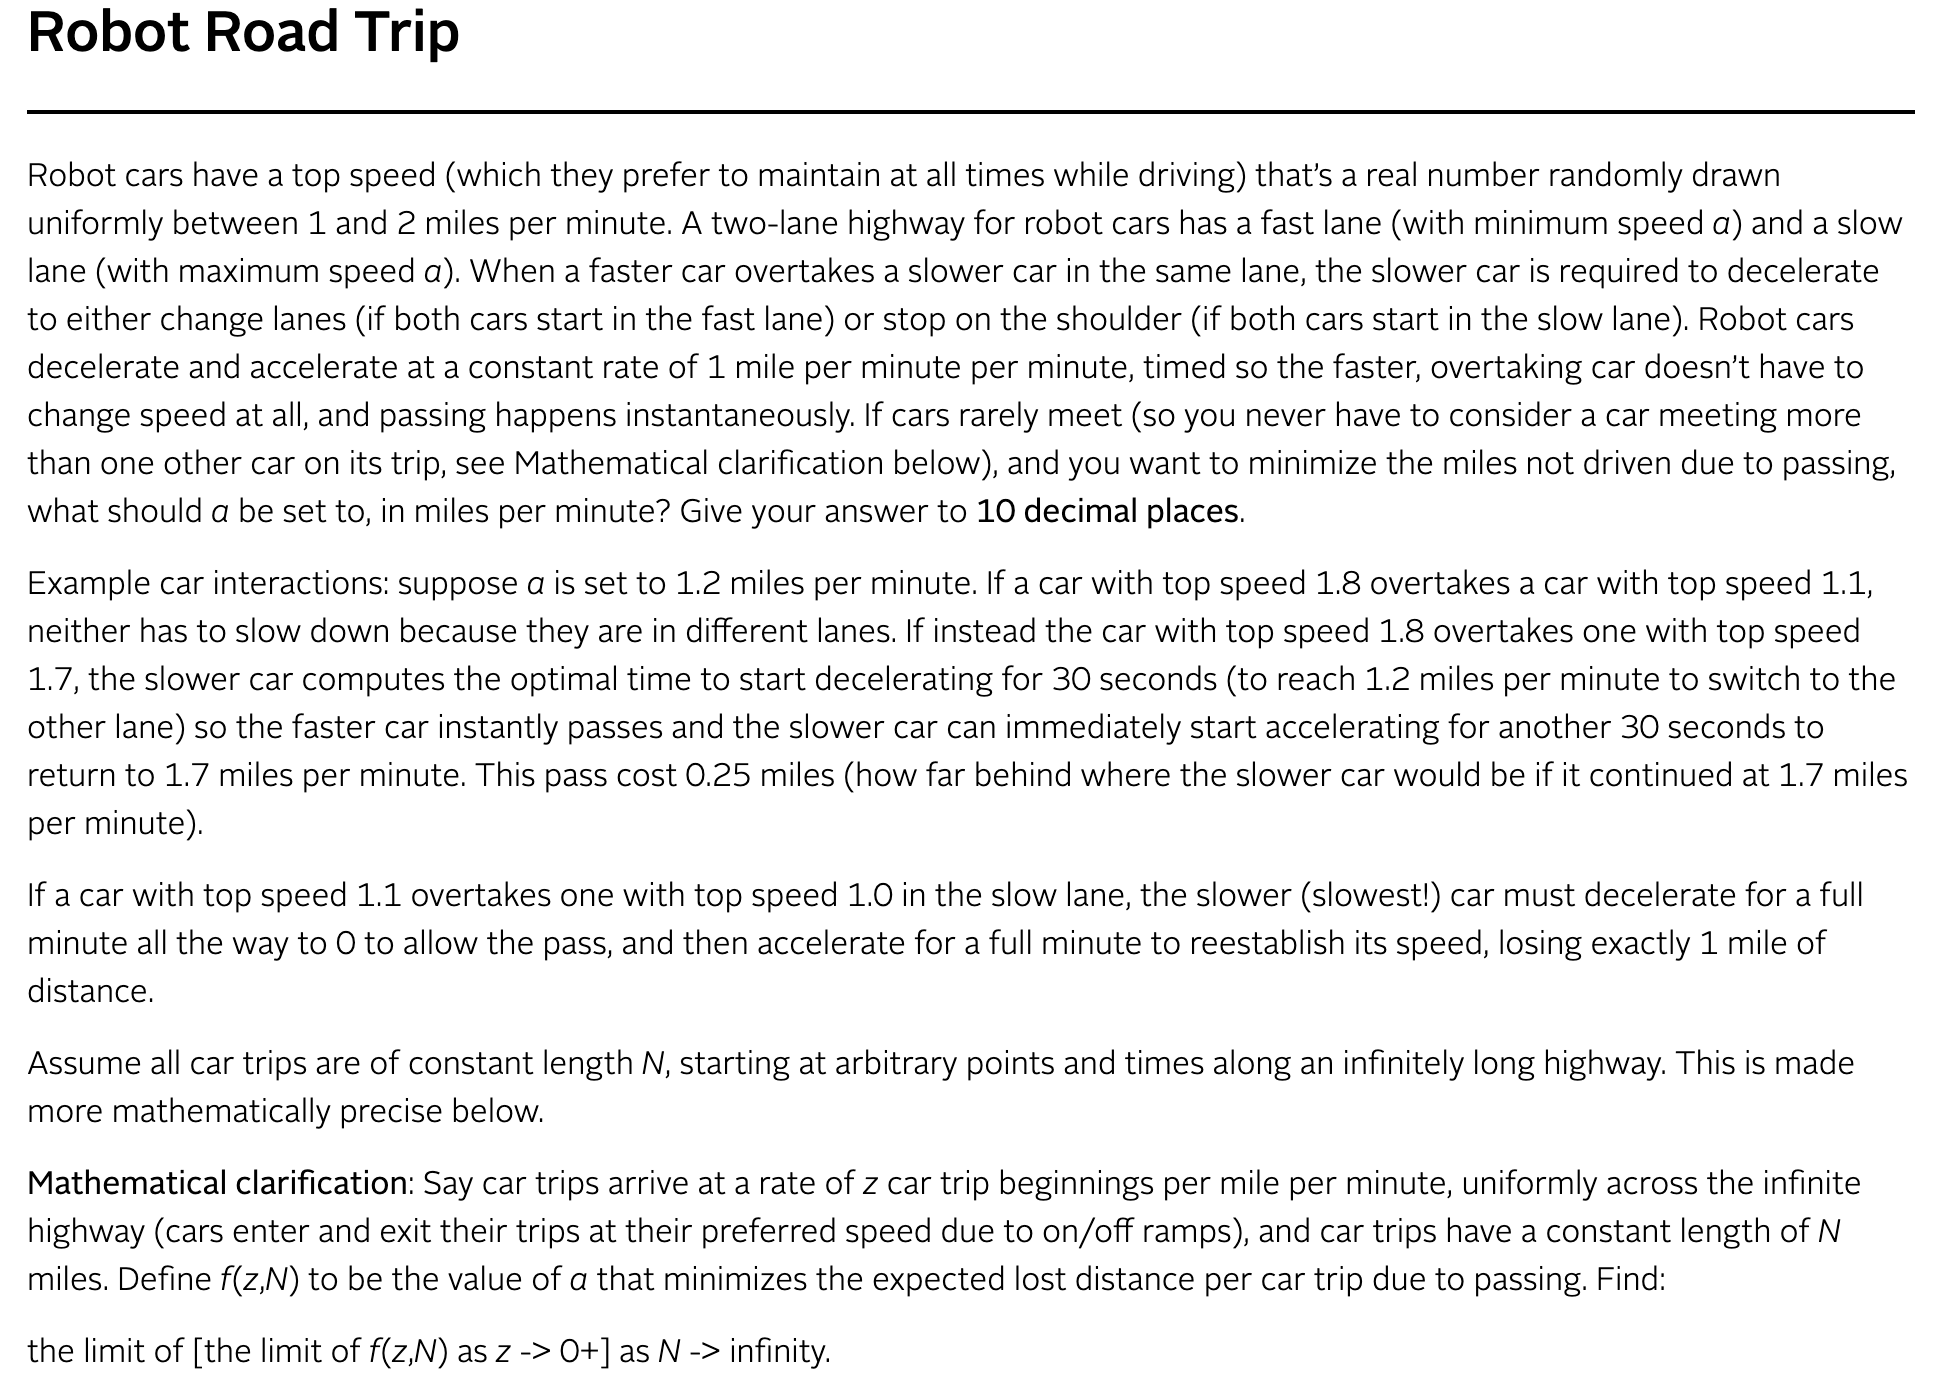 Robot Road Trip
Robot cars have a top speed (which they prefer to maintain at all times while driving) that's a real number randomly drawn
uniformly between 1 and 2 miles per minute. A two-lane highway for robot cars has a fast lane (with minimum speed a) and a slow
lane (with maximum speed a). When a faster car overtakes a slower car in the same lane, the slower car is required to decelerate
to either change lanes (if both cars start in the fast lane) or stop on the shoulder (if both cars start in the slow lane). Robot cars
decelerate and accelerate at a constant rate of 1 mile per minute per minute, timed so the faster, overtaking car doesn't have to
change speed at all, and passing happens instantaneously. If cars rarely meet (so you never have to consider a car meeting more
than one other car on its trip, see Mathematical clarification below), and you want to minimize the miles not driven due to passing,
what should a be set to, in miles per minute? Give your answer to 10 decimal places.
Example car interactions: suppose a is set to 1.2 miles per minute. If a car with top speed 1.8 overtakes a car with top speed 1.1,
neither has to slow down because they are in different lanes. If instead the car with top speed 1.8 overtakes one with top speed
1.7, the slower car computes the optimal time to start decelerating for 30 seconds (to reach 1.2 miles per minute to switch to the
other lane) so the faster car instantly passes and the slower car can immediately start accelerating for another 30 seconds to
return to 1.7 miles per minute. This pass cost 0.25 miles (how far behind where the slower car would be if it continued at 1.7 miles
per minute).
If a car with top speed 1.1 overtakes one with top speed 1.0 in the slow lane, the slower (slowest!) car must decelerate for a full
minute all the way to 0 to allow the pass, and then accelerate for a full minute to reestablish its speed, losing exactly 1 mile of
distance.
Assume all car trips are of constant length N, starting at arbitrary points and times along an infinitely long highway. This is made
more mathematically precise below.
Mathematical clarification: Say car trips arrive at a rate of z car trip beginnings per mile per minute, uniformly across the infinite
highway (cars enter and exit their trips at their preferred speed due to on/off ramps), and car trips have a constant length of N
miles. Define f(z,N) to be the value of a that minimizes the expected lost distance per car trip due to passing. Find:
the limit of [the limit of f(z,N) as z -> 0+] as N -> infinity.